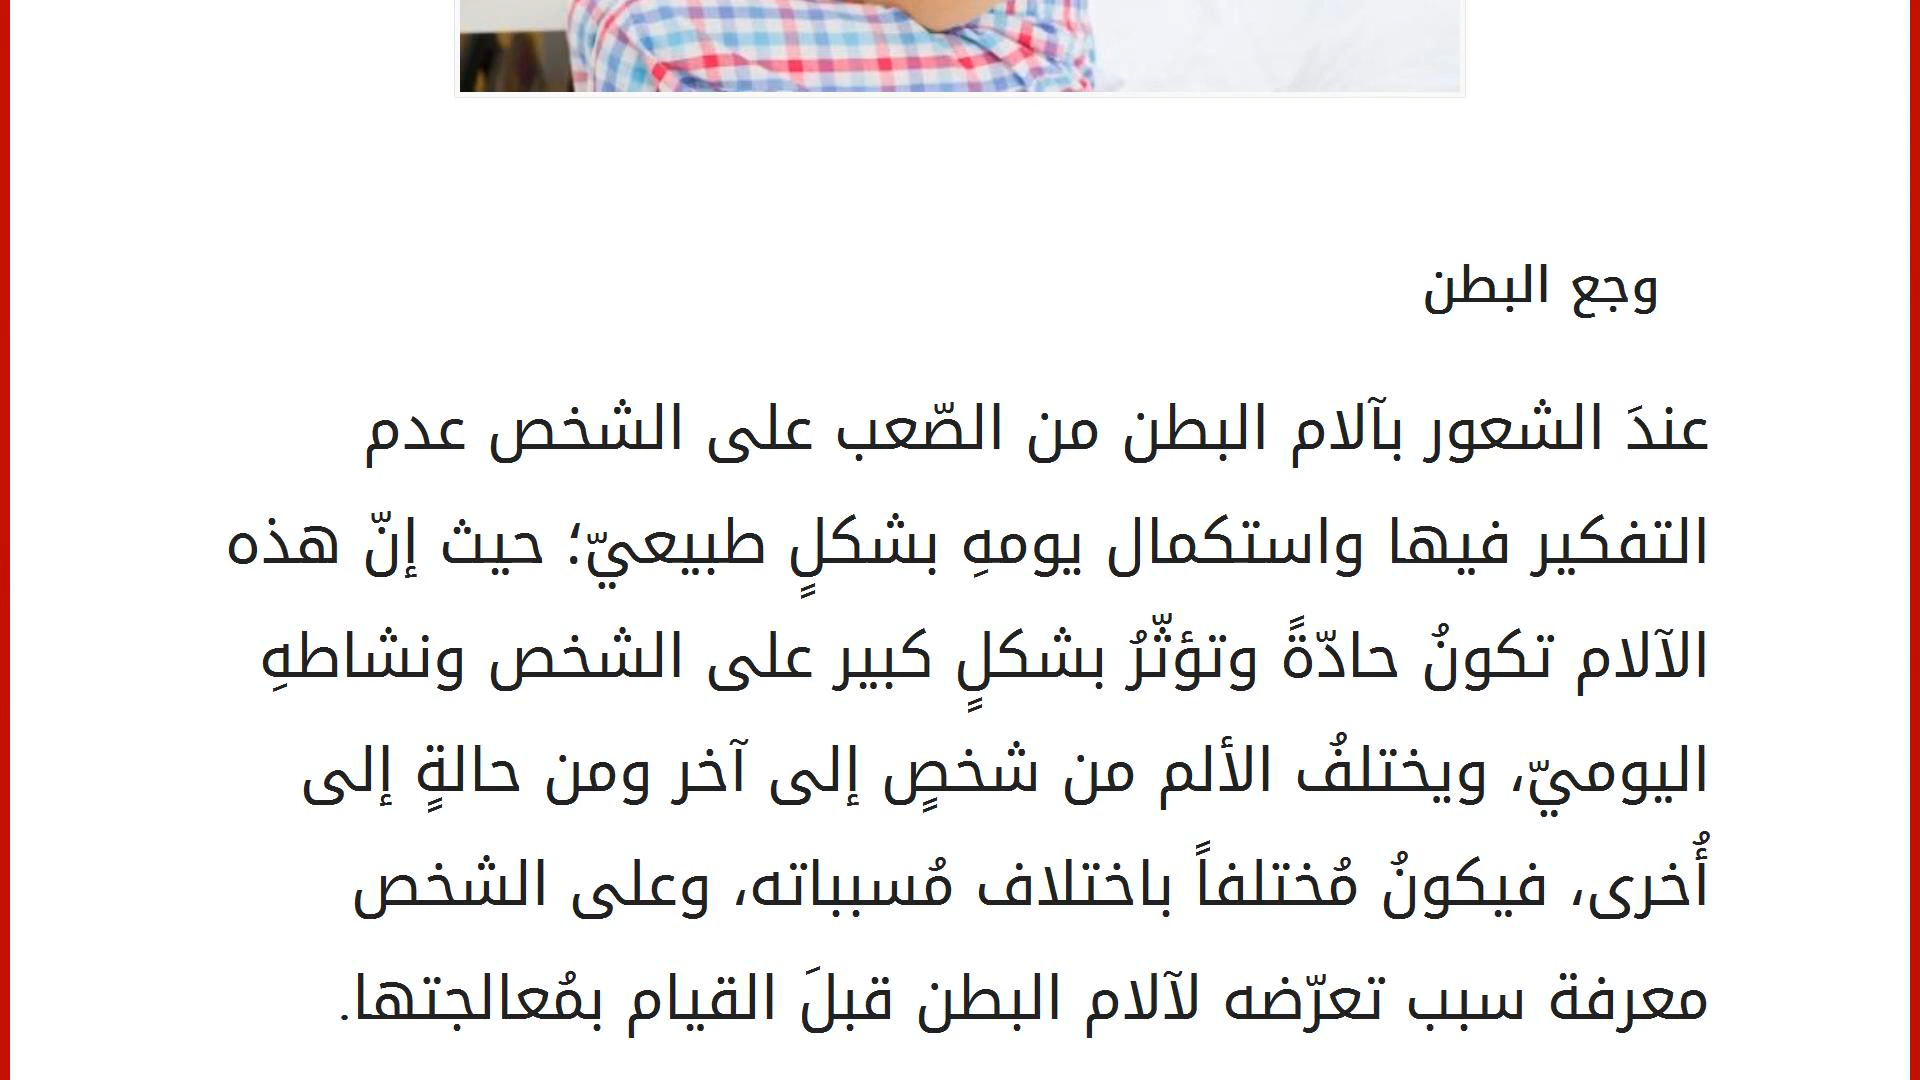 وجع البطن
عندَ الشعور بآلام البطن من الصّعب على الشخص عدم
التفكير فيها واستكمال يومهِ بشكلٍ طبيعيّ؛ حيث إنّ هذه
الآلام تكونُ حادّةً وتؤثّرُ بشكلٍ كبير على الشخص ونشاطهِ
اليوميّ، ويختلفُ الألم من شخصٍ إلى آخر ومن حالةٍ إلى
أُخرى، فيكونُ مُختلفاً باختلاف مُسبباته، وعلى الشخص
معرفة سبب تعرّضه لآلام البطن قبلَ القيام بمُعالجتها.